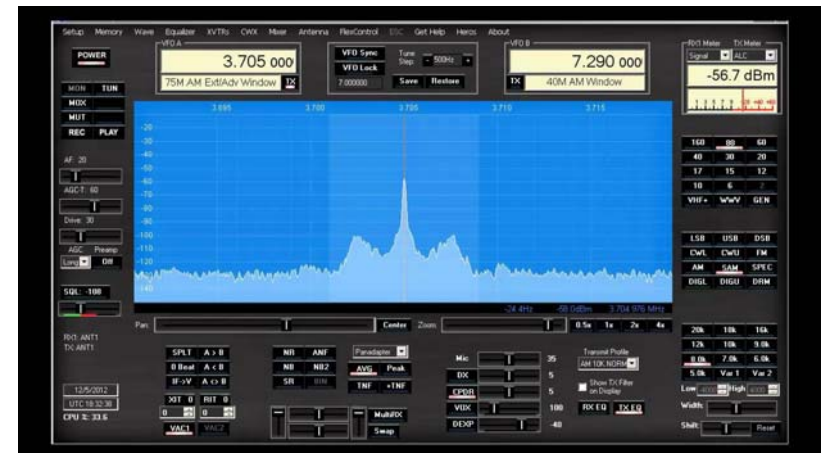 Setup Memory Wave Equalizer XVTRs CWX Mixer Antenna FlexControl Get Help Heros About
POWER
VFO A
3.705 000
75M AM Ext/Adv Window TX
VFO Sync
VFO Lock
7.000000
Tune Step:
- 500Hz +
Save Restore
VFO B
7.290 000
TX 40M AM Window
RX1 Meter TX Meter
Signal ALC
-56.7 dBm
MON TUN
MOX
MUT
REC PLAY
AF: 20
AGC-T: 60
Drive: 30
AGC Preamp
Long Off
SQL: -108
RX1: ANT1
TX: ANT1
12/5/2012
UTC 18:32:38
CPU %: 33.6
3.695 3.700 3.705 3.710 3.715
-20
-30
-40
-50
-60
-70
-80
-90
-100
-110
-120
-140
-24.4Hz -68.0dBm 3.704 976 MHz
Pan: Center Zoom: 0.5x 1x 2x 4x
SPLT A > B
0 Beat A < B
IF->V A <> B
XIT 0 RIT 0
0 0
VAC1 VAC2
NR ANF
NB NB2
SR BIN
Panadapter
AVG Peak
TNF +TNF
MultiRX
Swap
Mic 35
DX 5
CPDR 5
VOX 100
DEXP -40
Transmit Profile
AM 10K NORM
Show TX Filter on Display
RX EQ TX EQ
160 80 60
40 30 20
17 15 12
10 6 2
VHF+ WWV GEN
LSB USB DSB
CWL CWU FM
AM SAM SPEC
DIGL DIGU DRM
20k 18k 16k
12k 10k 9.0k
8.0k 7.0k 6.0k
5.0k Var 1 Var 2
Low -4000 High 4000
Width:
Shift: Reset